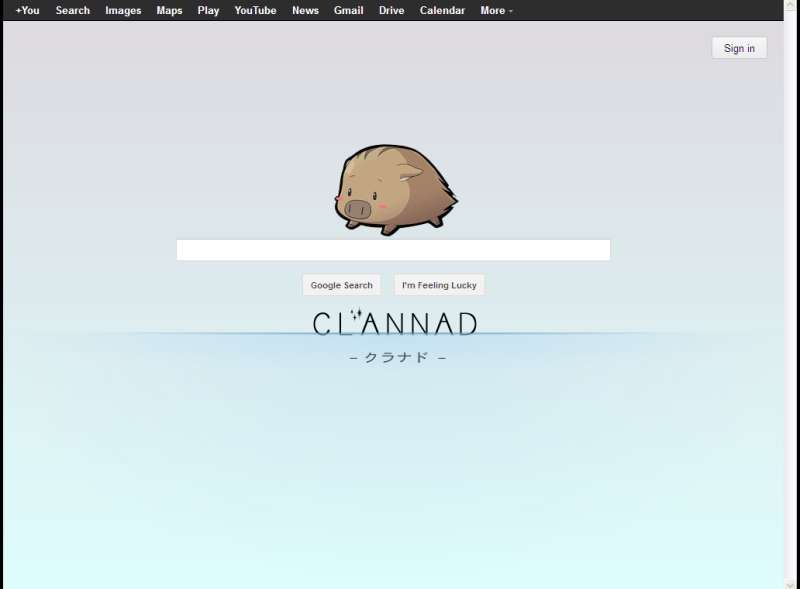 +You Search Images Maps Play YouTube News Gmail Drive Calendar More
Sign in
Google Search I'm Feeling Lucky
CLANNAD
– クラナド –